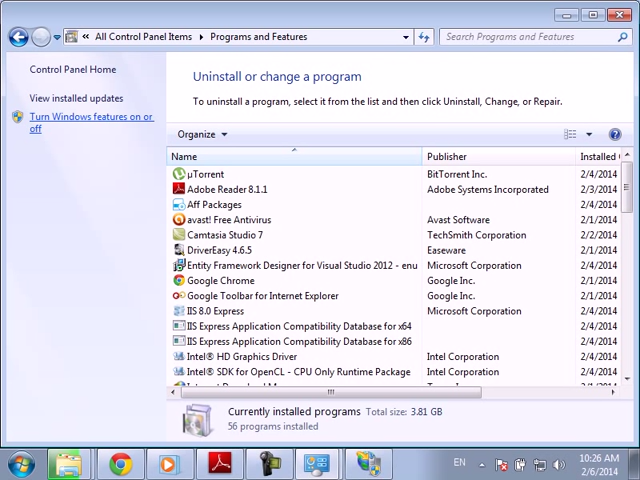 All Control Panel Items
Programs and Features
Search Programs and Features
Control Panel Home
View installed updates
Turn Windows features on or
off
Uninstall or change a program
To uninstall a program, select it from the list and then click Uninstall, Change, or Repair.
Organize
Name Publisher Installed
µTorrent BitTorrent Inc. 2/4/2014
Adobe Reader 8.1.1 Adobe Systems Incorporated 2/3/2014
Aff Packages 2/4/2014
avast! Free Antivirus Avast Software 2/1/2014
Camtasia Studio 7 TechSmith Corporation 2/2/2014
DriverEasy 4.6.5 Easeware 2/1/2014
Entity Framework Designer for Visual Studio 2012 - enu Microsoft Corporation 2/4/2014
Google Chrome Google Inc. 2/1/2014
Google Toolbar for Internet Explorer Google Inc. 2/1/2014
IIS 8.0 Express Microsoft Corporation 2/4/2014
IIS Express Application Compatibility Database for x64 2/4/2014
IIS Express Application Compatibility Database for x86 2/4/2014
Intel® HD Graphics Driver Intel Corporation 2/1/2014
Intel® SDK for OpenCL - CPU Only Runtime Package Intel Corporation 2/1/2014
Currently installed programs Total size: 3.81 GB
56 programs installed
EN
10:26 AM
2/6/2014